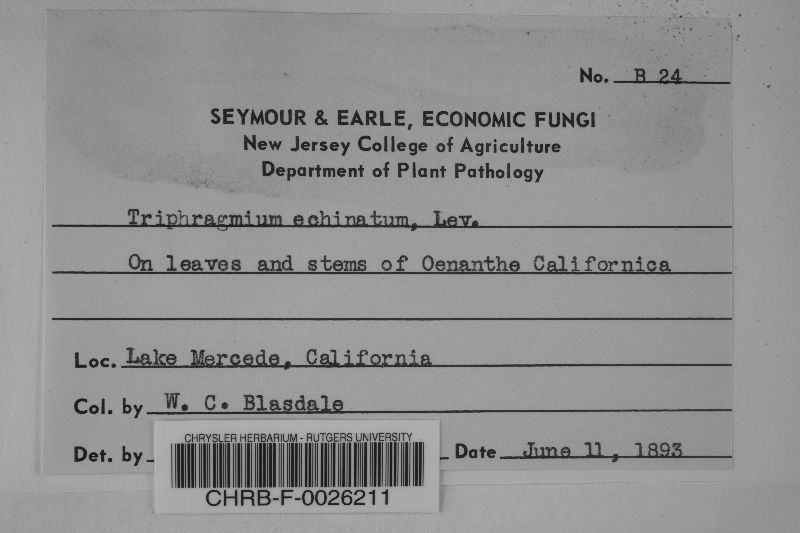 No. B 24
SEYMOUR & EARLE, ECONOMIC FUNGI
New Jersey College of Agriculture
Department of Plant Pathology
Triphragmium echinatum, Lev.
On leaves and stems of Oenanthe Californica
Loc. Lake Mercede, California
Col. by W. C. Blasdale
Det. by Date June 11, 1893
CHRYSLER HERBARIUM - RUTGERS UNIVERSITY
CHRB-F-0026211